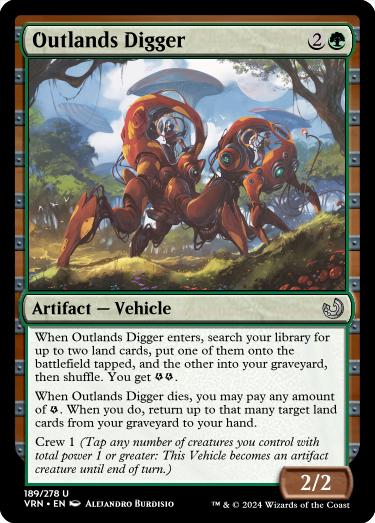 Outlands Digger 2
Artifact — Vehicle
When Outlands Digger enters, search your library for
up to two land cards, put one of them onto the
battlefield tapped, and the other into your graveyard,
then shuffle. You get.
When Outlands Digger dies, you may pay any amount
of. When you do, return up to that many target land
cards from your graveyard to your hand.
Crew 1 (Tap any number of creatures you control with
total power 1 or greater: This Vehicle becomes an artifact
creature until end of turn.)
2/2
189/278 U
VRN • EN Alejandro Burdisio
™ & © 2024 Wizards of the Coast